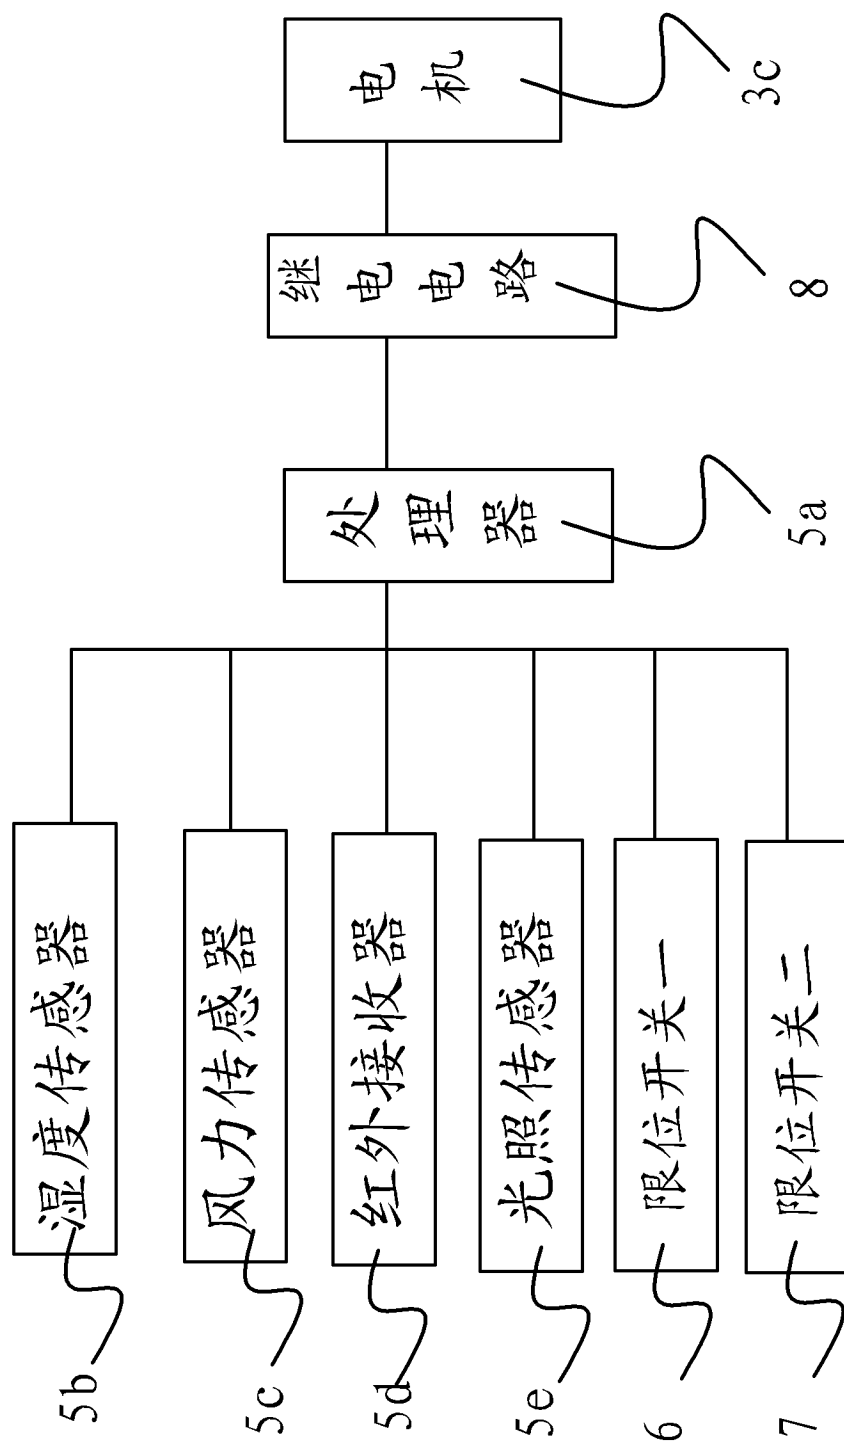 湿度传感器
5b
风力传感器
5c
红外接收器
5d
光照传感器
5e
限位开关一
6
限位开关二
7
处理器
5a
继电电路
8
电机
3c